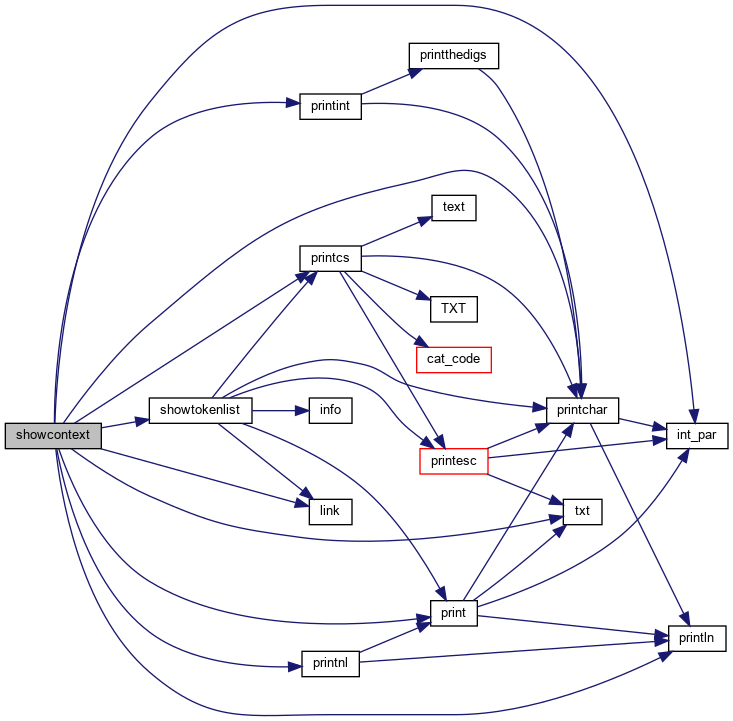 printthedigs
printint
text
printcs
TXT
cat_code
showtokenlist
info
printchar
showcontext
int_par
printesc
link
txt
print
println
printnl